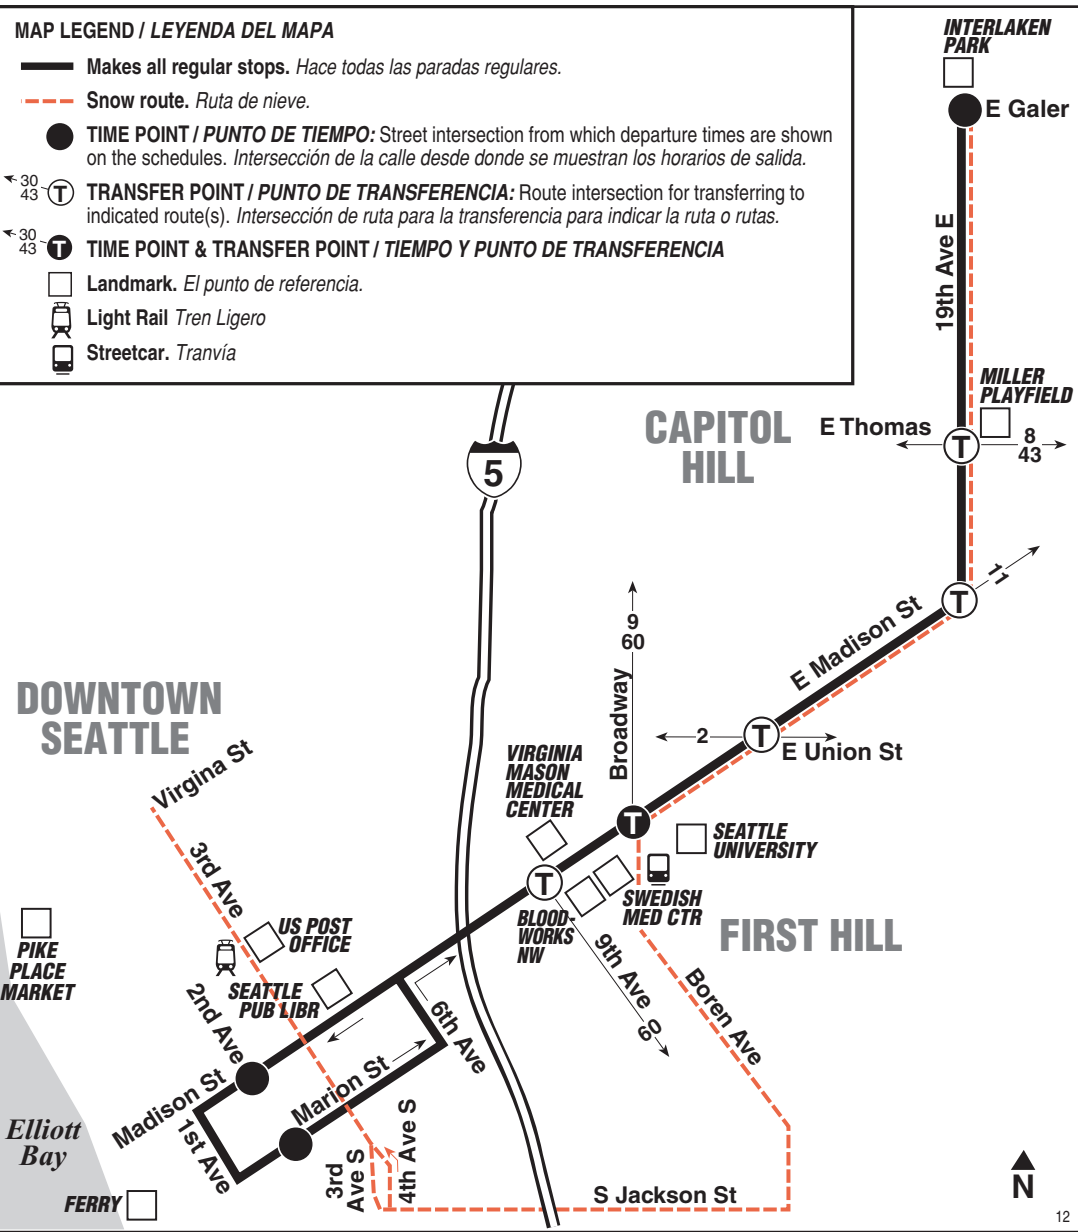 MAP LEGEND / LEYENDA DEL MAPA
Makes all regular stops. Hace todas las paradas regulares.
Snow route. Ruta de nieve.
TIME POINT / PUNTO DE TIEMPO: Street intersection from which departure times are shown
on the schedules. Intersección de la calle desde donde se muestran los horarios de salida.
30
43
T
TRANSFER POINT / PUNTO DE TRANSFERENCIA: Route intersection for transferring to
indicated route(s). Intersección de ruta para la transferencia para indicar la ruta o rutas.
30
43
T
TIME POINT & TRANSFER POINT / TIEMPO Y PUNTO DE TRANSFERENCIA
Landmark. El punto de referencia.
Light Rail Tren Ligero
Streetcar. Tranvía
INTERLAKEN
PARK
E Galer
19th Ave E
MILLER
PLAYFIELD
CAPITOL
HILL
E Thomas
T
8
43
5
11
T
E Madison St
9
60
Broadway
2
T
E Union St
DOWNTOWN
SEATTLE
Virgina St
VIRGINIA
MASON
MEDICAL
CENTER
T
SEATTLE
UNIVERSITY
3rd Ave
T
SWEDISH
MED CTR
BLOOD-
WORKS
NW
FIRST HILL
US POST
OFFICE
PIKE
PLACE
MARKET
SEATTLE
PUB LIBR
9th Ave
60
Boren Ave
2nd Ave
6th Ave
Madison St
Marion St
1st Ave
Elliott
Bay
3rd
Ave S
4th Ave S
S Jackson St
FERRY
N
12